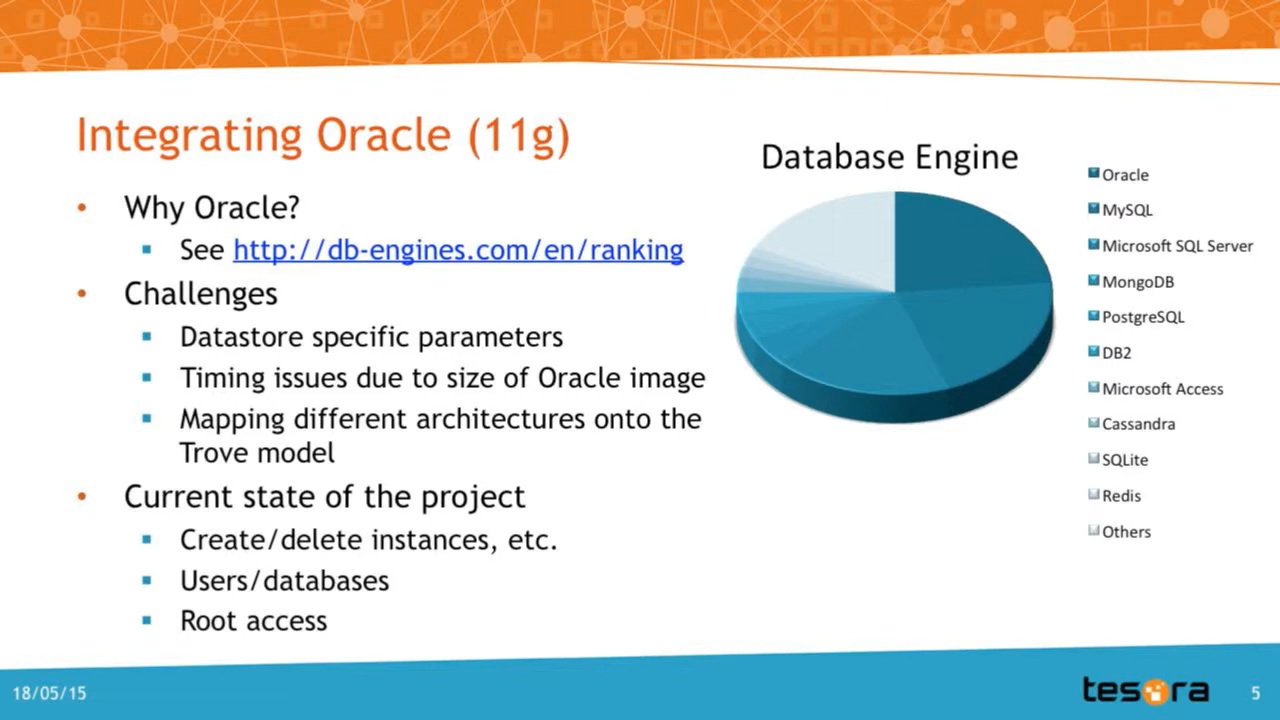 Integrating Oracle (11g)
• Why Oracle?
▪ See http://db-engines.com/en/ranking
• Challenges
▪ Datastore specific parameters
▪ Timing issues due to size of Oracle image
▪ Mapping different architectures onto the
Trove model
• Current state of the project
▪ Create/delete instances, etc.
▪ Users/databases
▪ Root access
Database Engine
Oracle
MySQL
Microsoft SQL Server
MongoDB
PostgreSQL
DB2
Microsoft Access
Cassandra
SQLite
Redis
Others
18/05/15
tesora
5